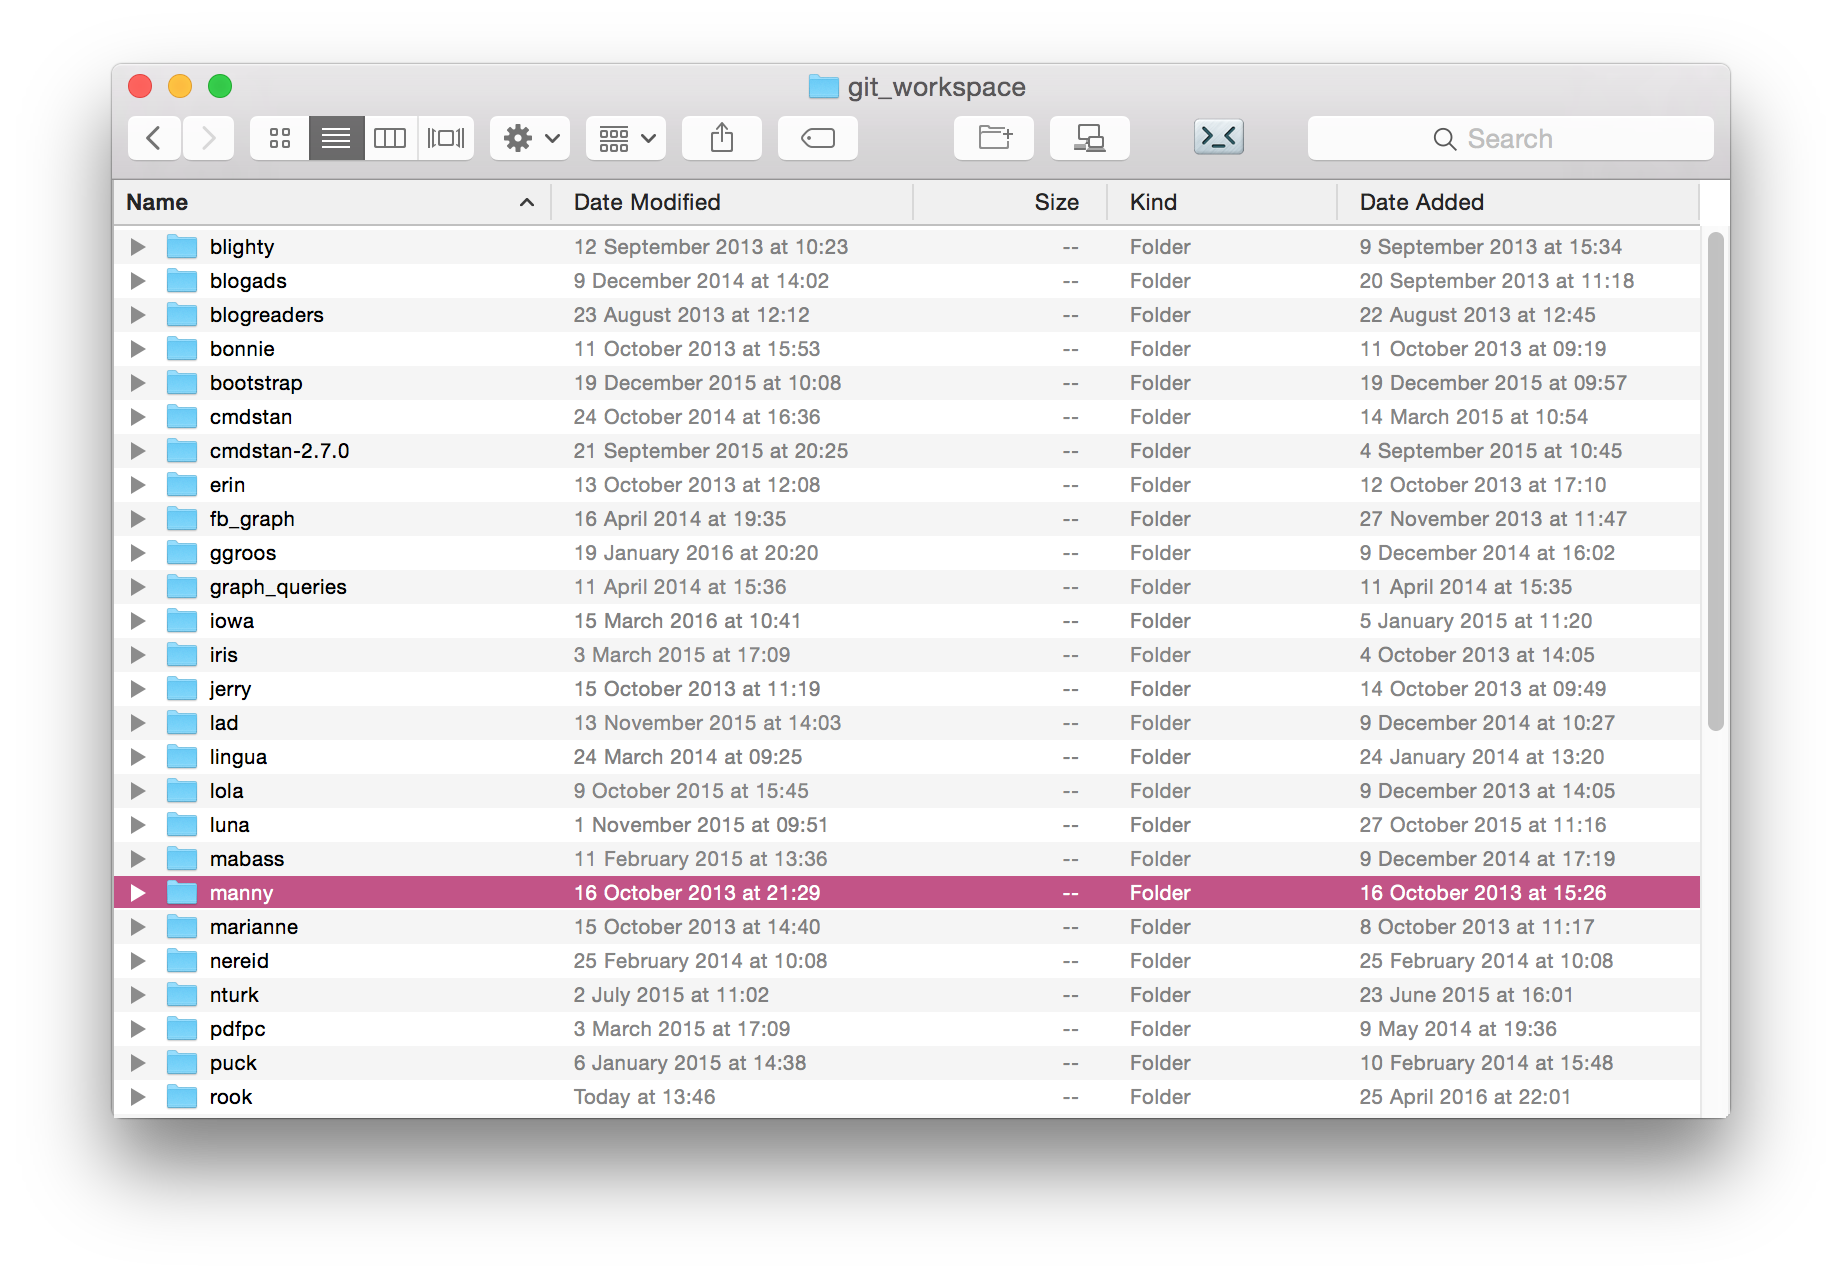 git_workspace
Search
Name Date Modified Size Kind Date Added
blighty 12 September 2013 at 10:23 -- Folder 9 September 2013 at 15:34
blogads 9 December 2014 at 14:02 -- Folder 20 September 2013 at 11:18
blogreaders 23 August 2013 at 12:12 -- Folder 22 August 2013 at 12:45
bonnie 11 October 2013 at 15:53 -- Folder 11 October 2013 at 09:19
bootstrap 19 December 2015 at 10:08 -- Folder 19 December 2015 at 09:57
cmdstan 24 October 2014 at 16:36 -- Folder 14 March 2015 at 10:54
cmdstan-2.7.0 21 September 2015 at 20:25 -- Folder 4 September 2015 at 10:45
erin 13 October 2013 at 12:08 -- Folder 12 October 2013 at 17:10
fb_graph 16 April 2014 at 19:35 -- Folder 27 November 2013 at 11:47
ggroos 19 January 2016 at 20:20 -- Folder 9 December 2014 at 16:02
graph_queries 11 April 2014 at 15:36 -- Folder 11 April 2014 at 15:35
iowa 15 March 2016 at 10:41 -- Folder 5 January 2015 at 11:20
iris 3 March 2015 at 17:09 -- Folder 4 October 2013 at 14:05
jerry 15 October 2013 at 11:19 -- Folder 14 October 2013 at 09:49
lad 13 November 2015 at 14:03 -- Folder 9 December 2014 at 10:27
lingua 24 March 2014 at 09:25 -- Folder 24 January 2014 at 13:20
lola 9 October 2015 at 15:45 -- Folder 9 December 2013 at 14:05
luna 1 November 2015 at 09:51 -- Folder 27 October 2015 at 11:16
mabass 11 February 2015 at 13:36 -- Folder 9 December 2014 at 17:19
manny 16 October 2013 at 21:29 -- Folder 16 October 2013 at 15:26
marianne 15 October 2013 at 14:40 -- Folder 8 October 2013 at 11:17
nereid 25 February 2014 at 10:08 -- Folder 25 February 2014 at 10:08
nturk 2 July 2015 at 11:02 -- Folder 23 June 2015 at 16:01
pdfpc 3 March 2015 at 17:09 -- Folder 9 May 2014 at 19:36
puck 6 January 2015 at 14:38 -- Folder 10 February 2014 at 15:48
rook Today at 13:46 -- Folder 25 April 2016 at 22:01